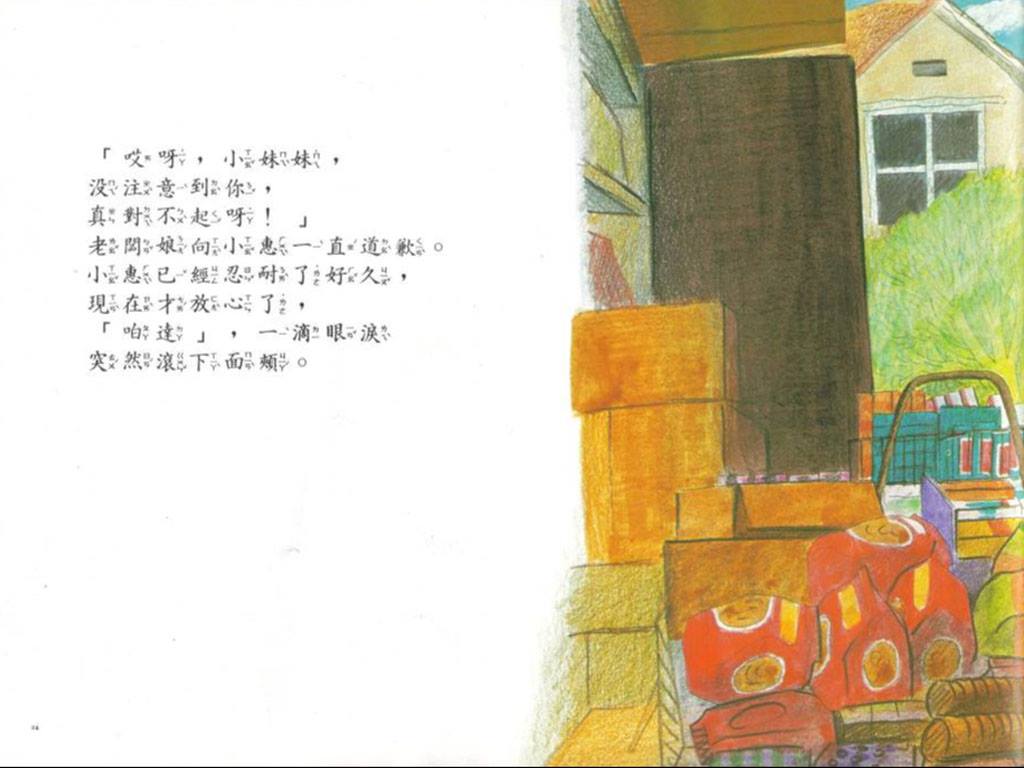 「哎呀，小妹妹，
沒注意到你，
真對不起呀！」
老闆娘向小惠一直道歉。
小惠已經忍耐了好久，
現在才放心了，
「啪達」，一滴眼淚
突然滾下面頰。